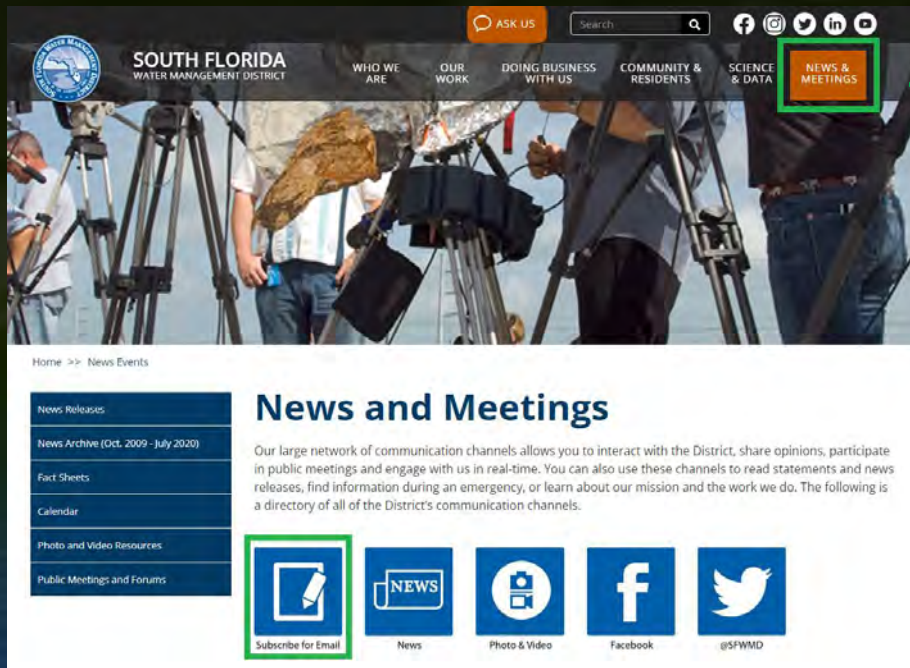 ASK US
Search
SOUTH FLORIDA
WATER MANAGEMENT DISTRICT
WHO WE
ARE
OUR
WORK
DOING BUSINESS
WITH US
COMMUNITY &
RESIDENTS
SCIENCE
& DATA
NEWS &
MEETINGS
SOUTH FLORIDA WATER MANAGEMENT DISTRICT
Home >> News Events
News Releases
News Archive (Oct. 2009 - July 2020)
Fact Sheets
Calendar
Photo and Video Resources
Public Meetings and Forums
News and Meetings
Our large network of communication channels allows you to interact with the District, share opinions, participate
in public meetings and engage with us in real-time. You can also use these channels to read statements and news
releases, find information during an emergency, or learn about our mission and the work we do. The following is
a directory of all of the District's communication channels.
NEWS
Subscribe for Email
News
Photo & Video
Facebook
@SFWMD